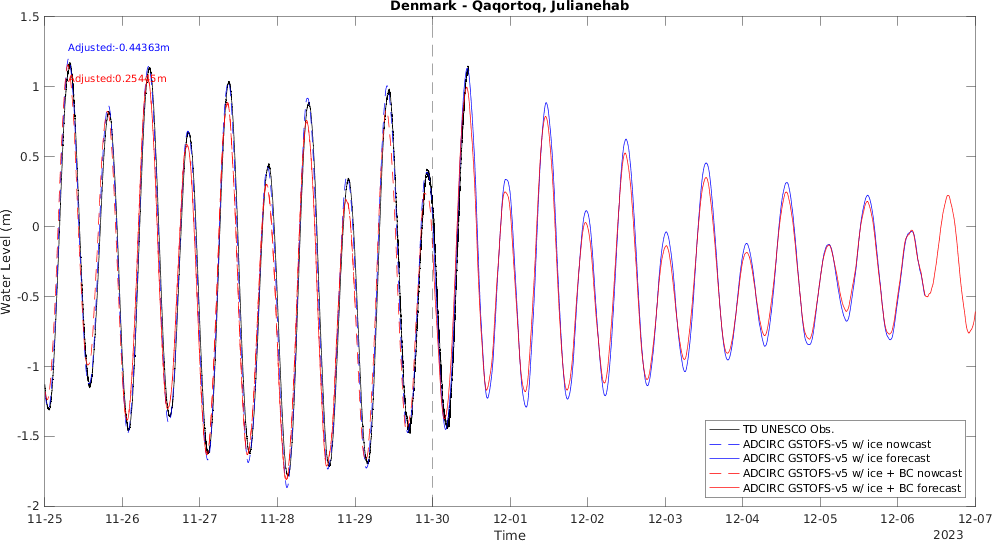 Denmark - Qaqortoq, Julianehab
Adjusted:-0.44363m
Adjusted:0.25445m
Water Level (m)
1.5
1
0.5
0
-0.5
-1
-1.5
-2
TD UNESCO Obs.
ADCIRC GSTOFS-v5 w/ ice nowcast
ADCIRC GSTOFS-v5 w/ ice forecast
ADCIRC GSTOFS-v5 w/ ice + BC nowcast
ADCIRC GSTOFS-v5 w/ ice + BC forecast
11-25 11-26 11-27 11-28 11-29 11-30 12-01 12-02 12-03 12-04 12-05 12-06 12-07
Time
2023